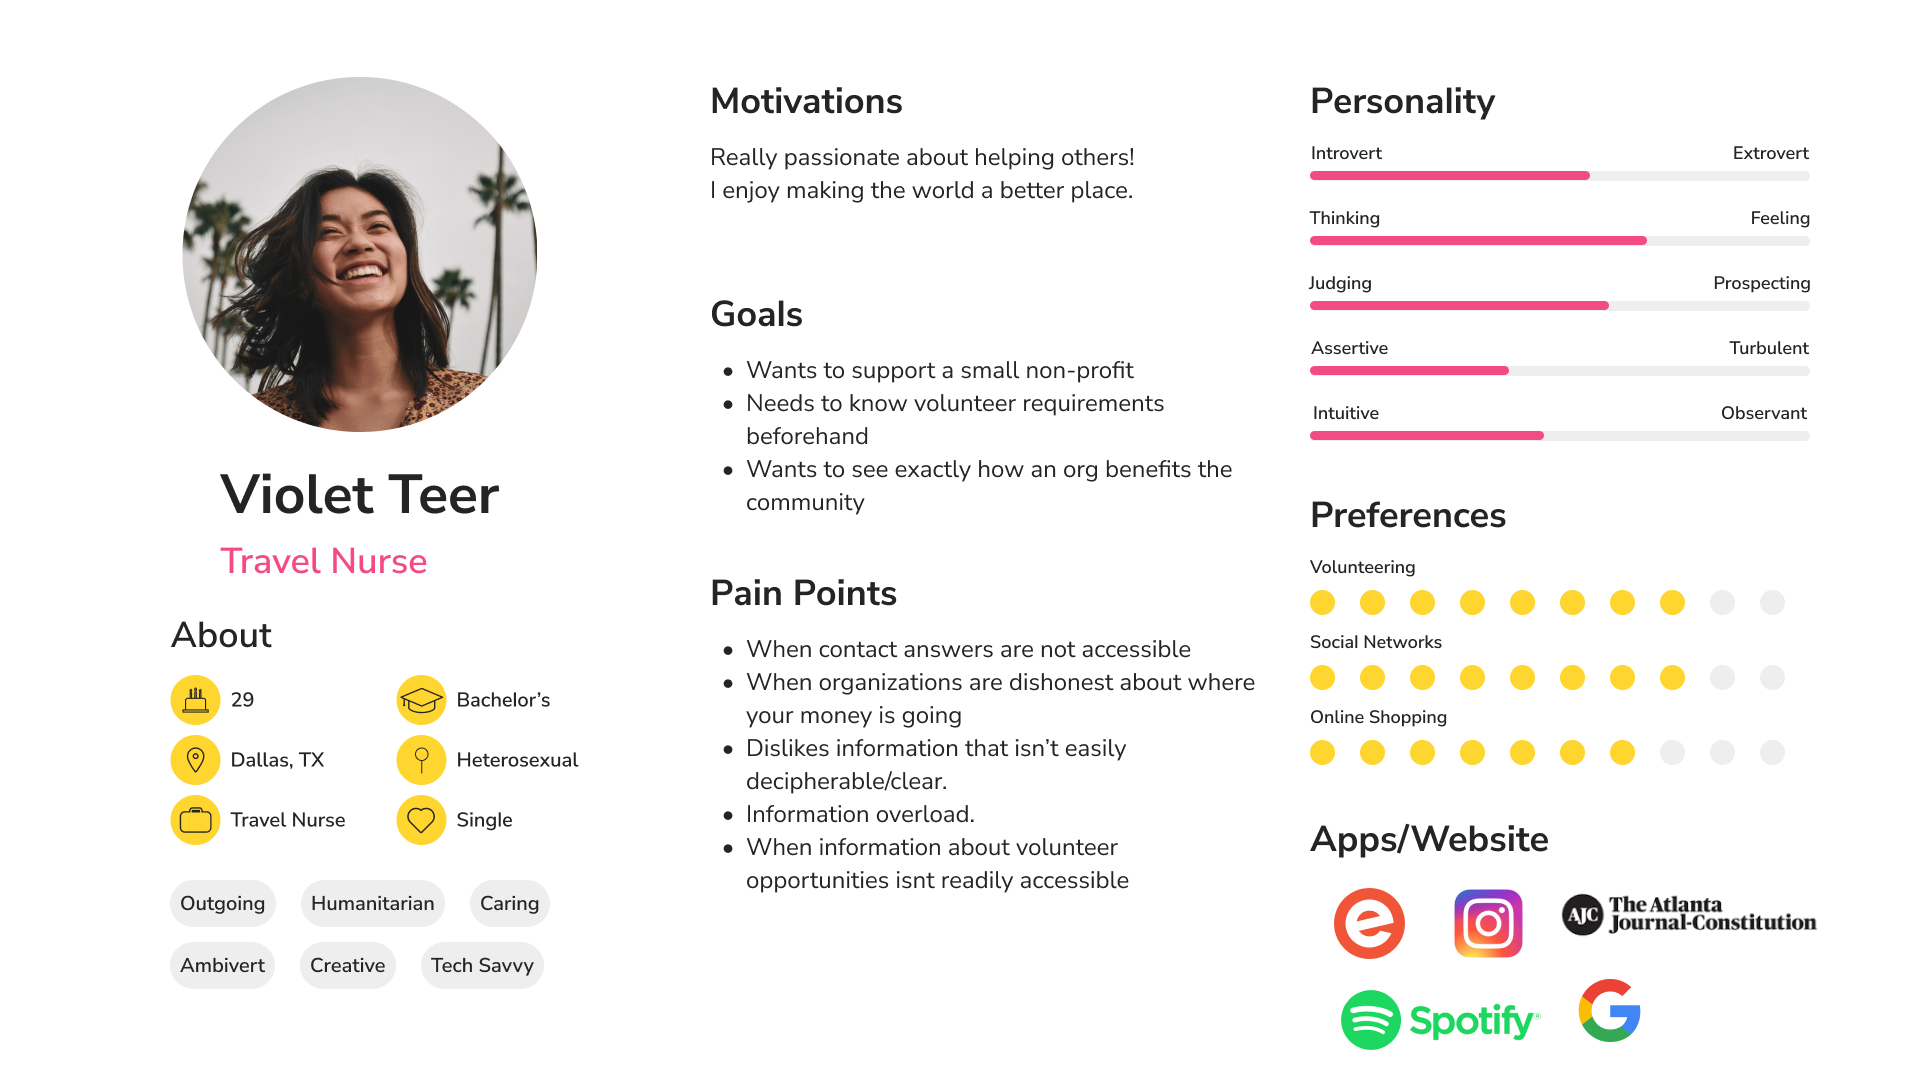 Violet Teer
Travel Nurse
About
29
Bachelor’s
Dallas, TX
Heterosexual
Travel Nurse
Single
Outgoing
Humanitarian
Caring
Ambivert
Creative
Tech Savvy
Motivations
Really passionate about helping others!
I enjoy making the world a better place.
Goals
• Wants to support a small non-profit
• Needs to know volunteer requirements
beforehand
• Wants to see exactly how an org benefits the
community
Pain Points
• When contact answers are not accessible
• When organizations are dishonest about where
your money is going
• Dislikes information that isn’t easily
decipherable/clear.
• Information overload.
• When information about volunteer
opportunities isnt readily accessible
Personality
Introvert Extrovert
Thinking Feeling
Judging Prospecting
Assertive Turbulent
Intuitive Observant
Preferences
Volunteering
Social Networks
Online Shopping
Apps/Website
e
AJC
The Atlanta
Journal-Constitution
Spotify®
G